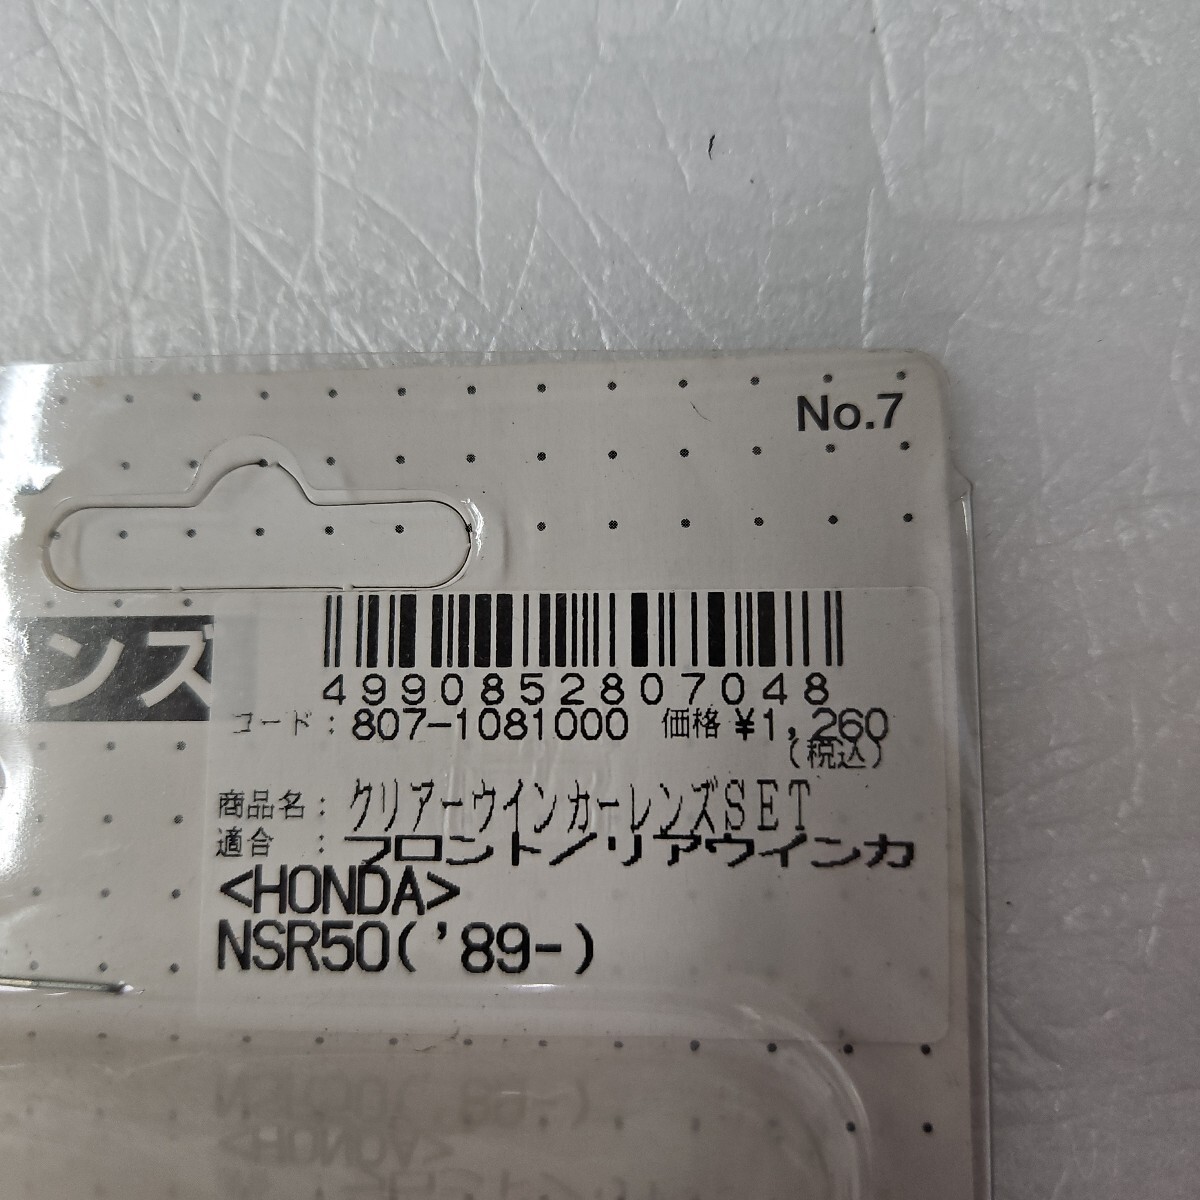 No.7
ンズ
4990852807048
コード: 807-1081000 価格 ¥1,260
(税込)
商品名: クリアーウインカーレンズSET
適合 : フロント/リアウインカ
<HONDA>
NSR50('89-)